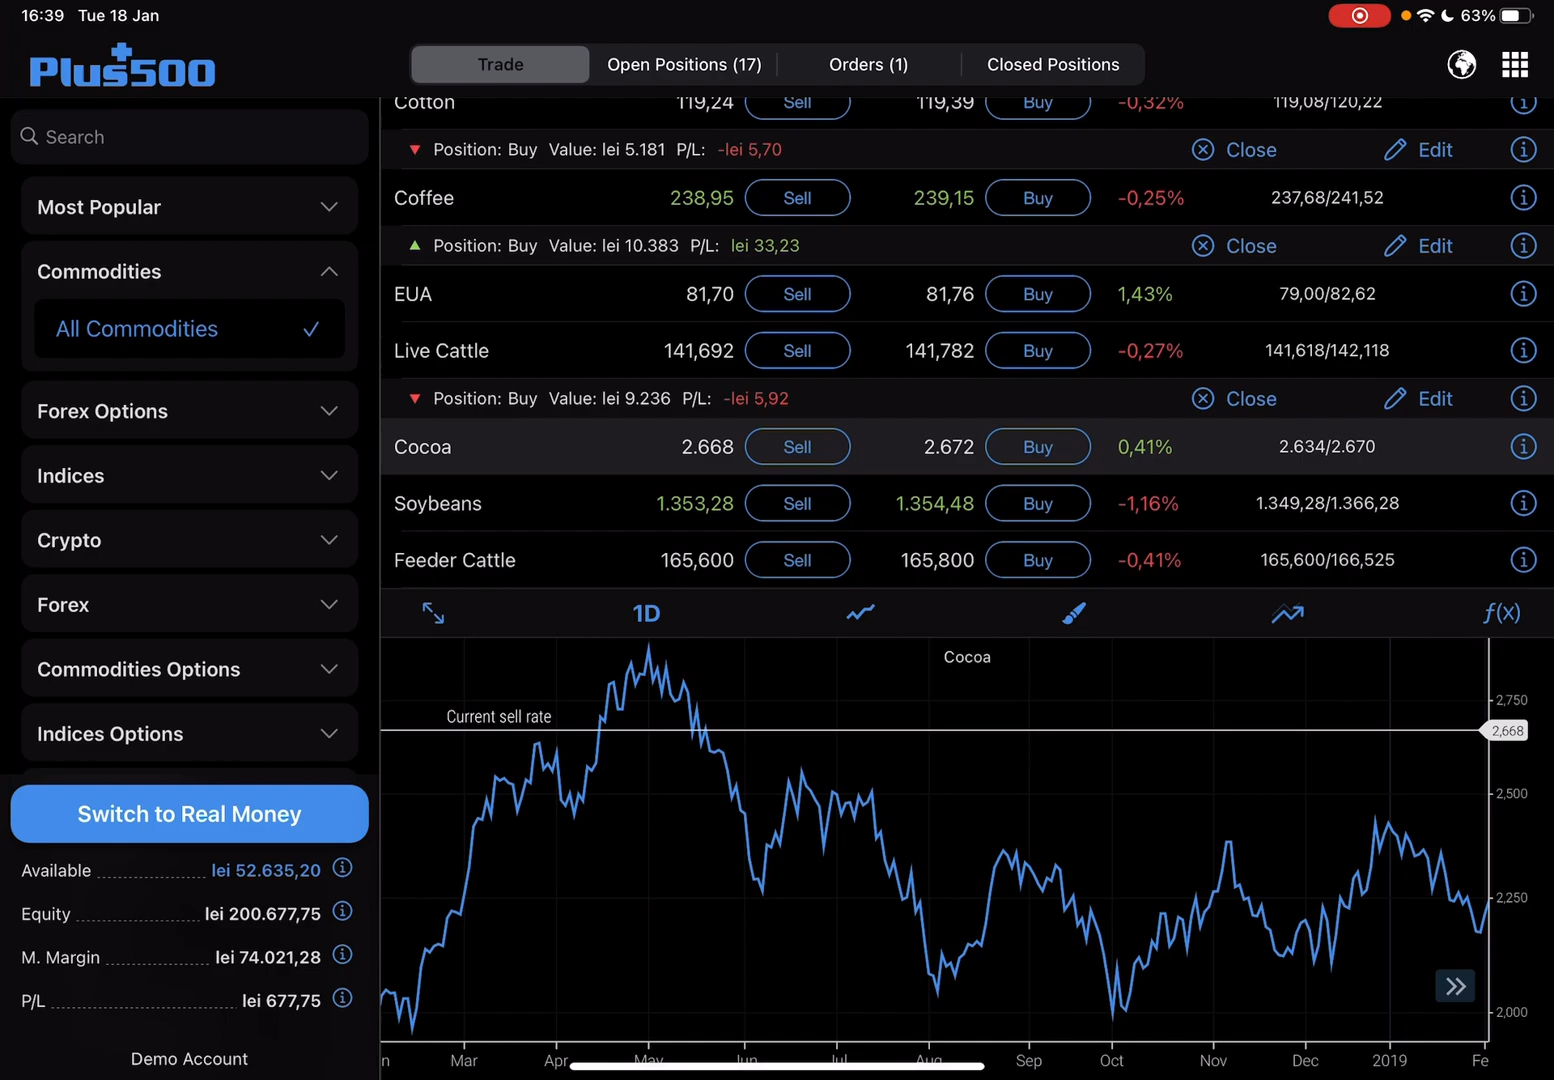 16:39 Tue 18 Jan
63%
Plus500
Trade
Open Positions (17)
Orders (1)
Closed Positions
Search
Most Popular
Commodities
All Commodities
Forex Options
Indices
Crypto
Forex
Commodities Options
Indices Options
Switch to Real Money
Available lei 52.635,20
Equity lei 200.677,75
M. Margin lei 74.021,28
P/L lei 677,75
Demo Account
Cotton 119,24 Sell 119,39 Buy -0,32% 119,08/120,22
Position: Buy Value: lei 5.181 P/L: -lei 5,70 Close Edit
Coffee 238,95 Sell 239,15 Buy -0,25% 237,68/241,52
Position: Buy Value: lei 10.383 P/L: lei 33,23 Close Edit
EUA 81,70 Sell 81,76 Buy 1,43% 79,00/82,62
Live Cattle 141,692 Sell 141,782 Buy -0,27% 141,618/142,118
Position: Buy Value: lei 9.236 P/L: -lei 5,92 Close Edit
Cocoa 2.668 Sell 2.672 Buy 0,41% 2.634/2.670
Soybeans 1.353,28 Sell 1.354,48 Buy -1,16% 1.349,28/1.366,28
Feeder Cattle 165,600 Sell 165,800 Buy -0,41% 165,600/166,525
1D f(x)
Cocoa
Current sell rate
2,750
2,668
2,500
2,250
2,000
n Mar Apr May Jun Jul Aug Sep Oct Nov Dec 2019 Fe